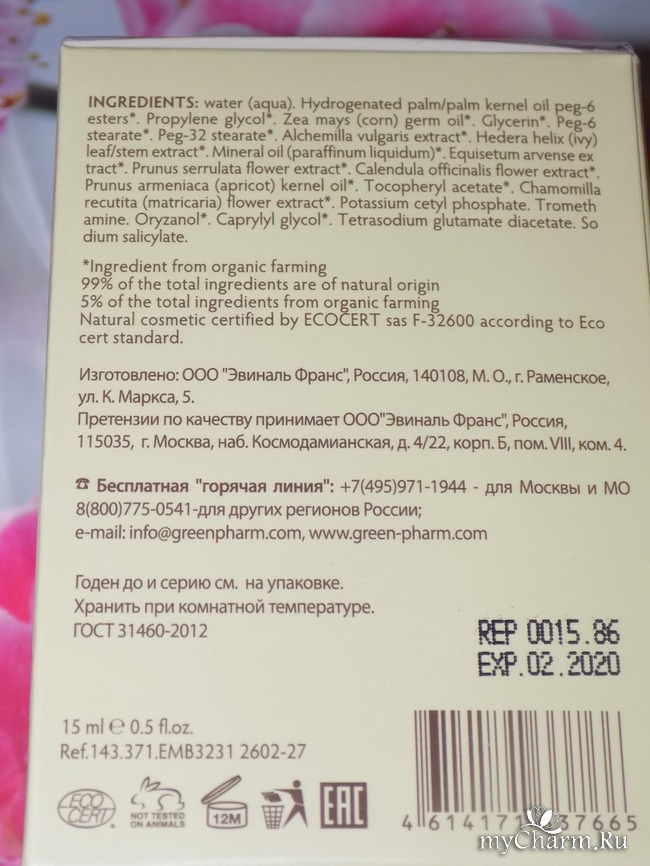 INGREDIENTS: water (aqua). Hydrogenated palm/palm kernel oil peg-6
esters*. Propylene glycol*. Zea mays (corn) germ oil*. Glycerin*. Peg-6
stearate*. Peg-32 stearate*. Alchemilla vulgaris extract*. Hedera helix (ivy)
leaf/stem extract*. Mineral oil (paraffinum liquidum)*. Equisetum arvense ex
tract*. Prunus serrulata flower extract*. Calendula officinalis flower extract*.
Prunus armeniaca (apricot) kernel oil*. Tocopheryl acetate*. Chamomilla
recutita (matricaria) flower extract*. Potassium cetyl phosphate. Trometh
amine. Oryzanol*. Caprylyl glycol*. Tetrasodium glutamate diacetate. So
dium salicylate.
*Ingredient from organic farming
99% of the total ingredients are of natural origin
5% of the total ingredients from organic farming
Natural cosmetic certified by ECOCERT sas F-32600 according to Eco
cert standard.
Изготовлено: ООО "Эвиналь Франс", Россия, 140108, М. О., г. Раменское,
ул. К. Маркса, 5.
Претензии по качеству принимает ООО"Эвиналь Франс", Россия,
115035, г. Москва, наб. Космодамианская, д. 4/22, корп. Б, пом. VIII, ком. 4.
☎ Бесплатная "горячая линия": +7(495)971-1944 - для Москвы и МО
8(800)775-0541-для других регионов России;
e-mail: info@greenpharm.com, www.green-pharm.com
Годен до и серию см. на упаковке.
Хранить при комнатной температуре.
ГОСТ 31460-2012
REP 0015.86
EXP.02.2020
15 ml ℮ 0.5 fl.oz.
Ref.143.371.EMB3231 2602-27
ECO
CERT
NOT TESTED
ON ANIMALS
12M
EAC
4 614171 37665
myCharm.Ru